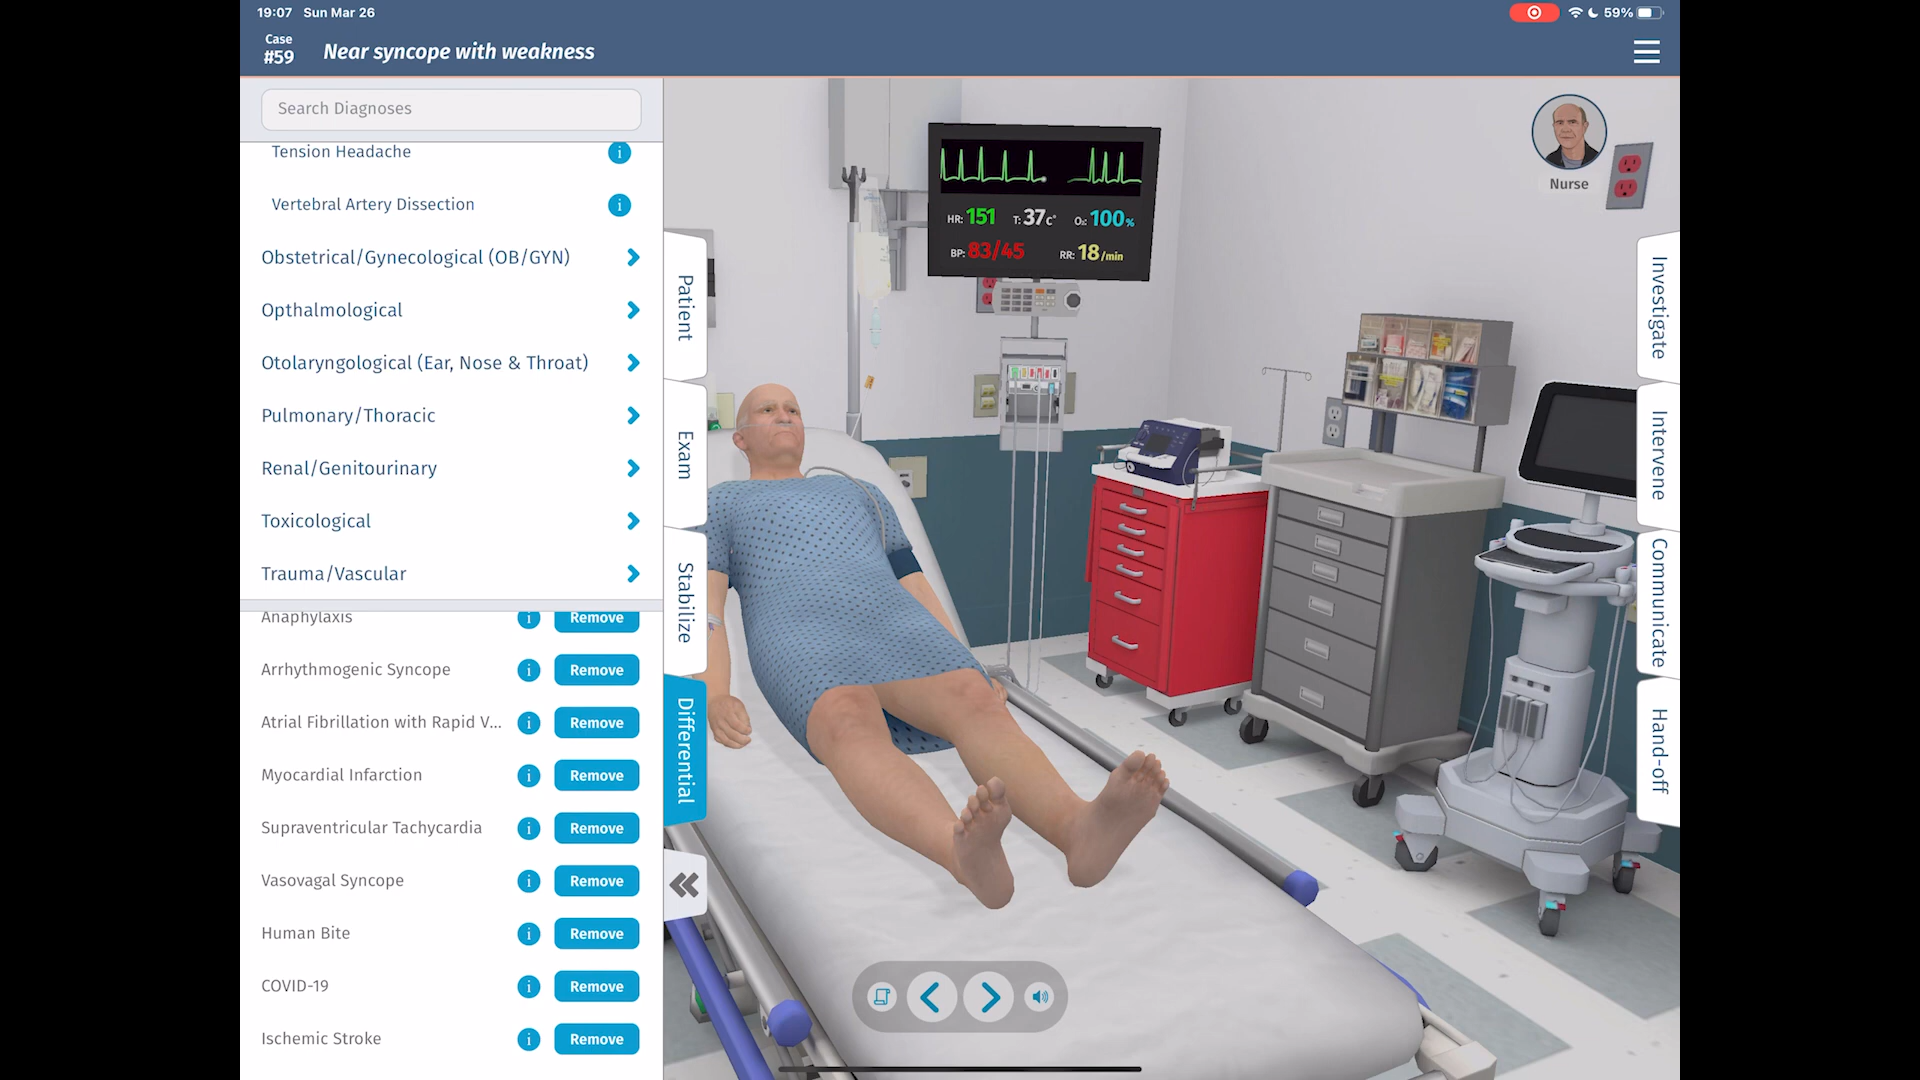 19:07 Sun Mar 26
59%
Case
#59
Near syncope with weakness
Search Diagnoses
Tension Headache
Vertebral Artery Dissection
Obstetrical/Gynecological (OB/GYN)
Opthalmological
Otolaryngological (Ear, Nose & Throat)
Pulmonary/Thoracic
Renal/Genitourinary
Toxicological
Trauma/Vascular
Anaphylaxis Remove
Arrhythmogenic Syncope Remove
Atrial Fibrillation with Rapid V... Remove
Myocardial Infarction Remove
Supraventricular Tachycardia Remove
Vasovagal Syncope Remove
Human Bite Remove
COVID-19 Remove
Ischemic Stroke Remove
Patient
Exam
Stabilize
Differential
HR: 151 T: 37c° O₂: 100%
BP: 83/45 RR: 18/min
Nurse
Investigate
Intervene
Communicate
Hand-off